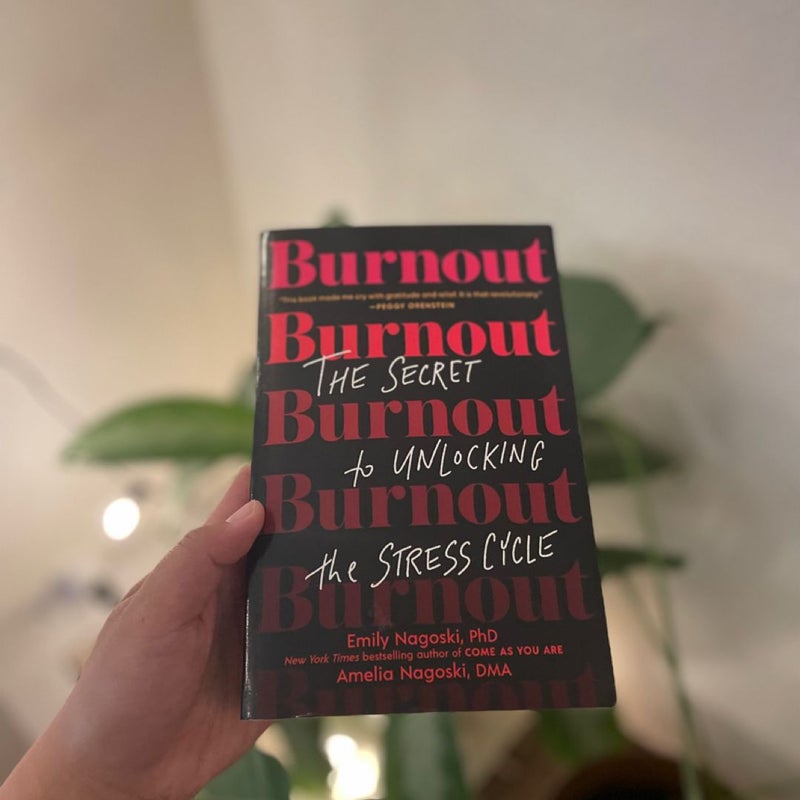 Burnout
"This book made me cry with gratitude and relief. It is that revolutionary."
—PEGGY ORENSTEIN
Burnout
THE SECRET
Burnout
to UNLOCKING
Burnout
the STRESS CYCLE
Burnout
Emily Nagoski, PhD
New York Times bestselling author of COME AS YOU ARE
Amelia Nagoski, DMA
Burnout